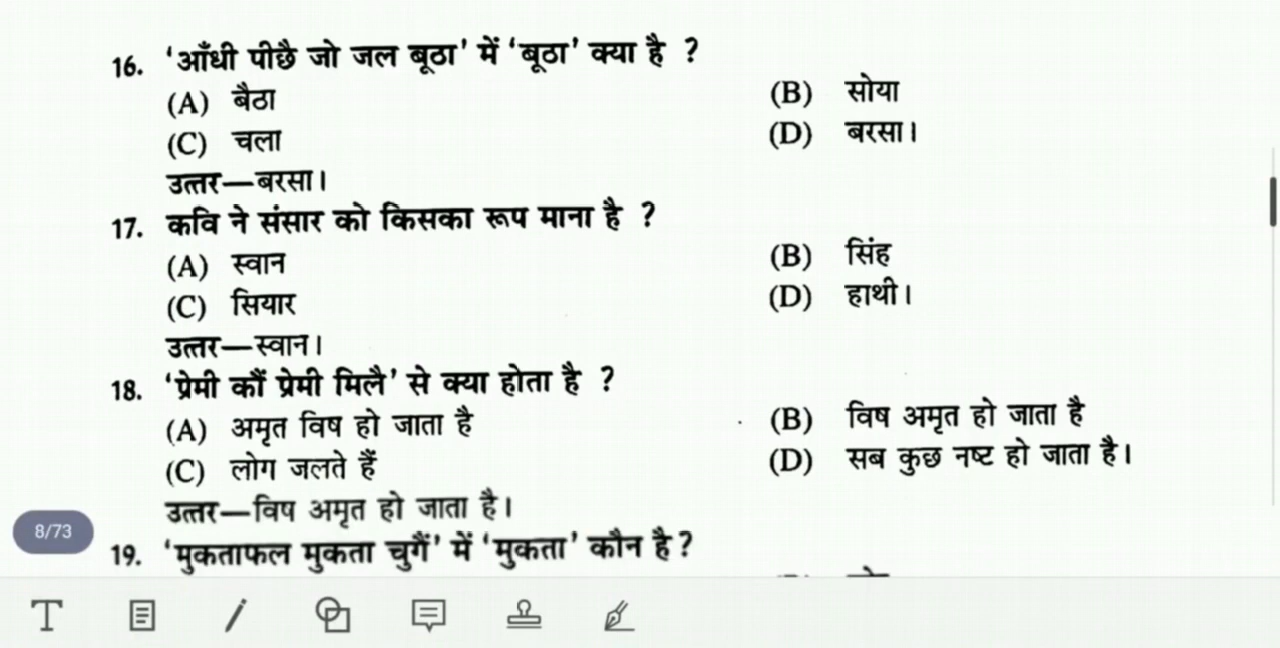 16. 'आँधी पीछै जो जल बूठा' में 'बूठा' क्या है ?
(A) बैठा (B) सोया
(C) चला (D) बरसा।
उत्तर—बरसा।
17. कवि ने संसार को किसका रूप माना है ?
(A) स्वान (B) सिंह
(C) सियार (D) हाथी।
उत्तर—स्वान।
18. 'प्रेमी कौं प्रेमी मिलै' से क्या होता है ?
(A) अमृत विष हो जाता है (B) विष अमृत हो जाता है
(C) लोग जलते हैं (D) सब कुछ नष्ट हो जाता है।
उत्तर—विष अमृत हो जाता है।
8/73
19. 'मुकताफल मुकता चुगैं' में 'मुकता' कौन है ?
T